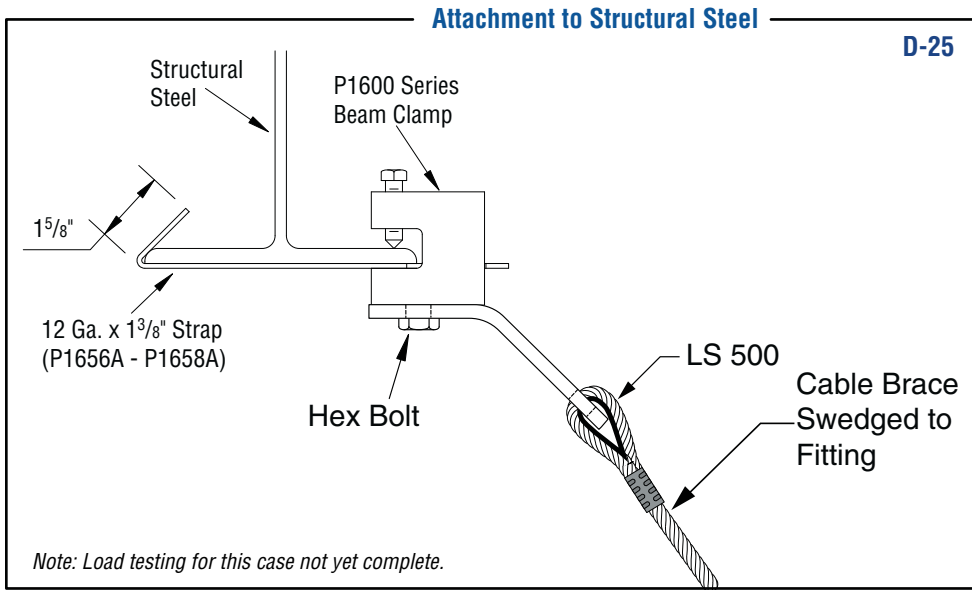 Attachment to Structural Steel
D-25
Structural
Steel
P1600 Series
Beam Clamp
1⁵/₈"
12 Ga. x 1³/₈" Strap
(P1656A - P1658A)
Hex Bolt
LS 500
Cable Brace
Swedged to
Fitting
Note: Load testing for this case not yet complete.